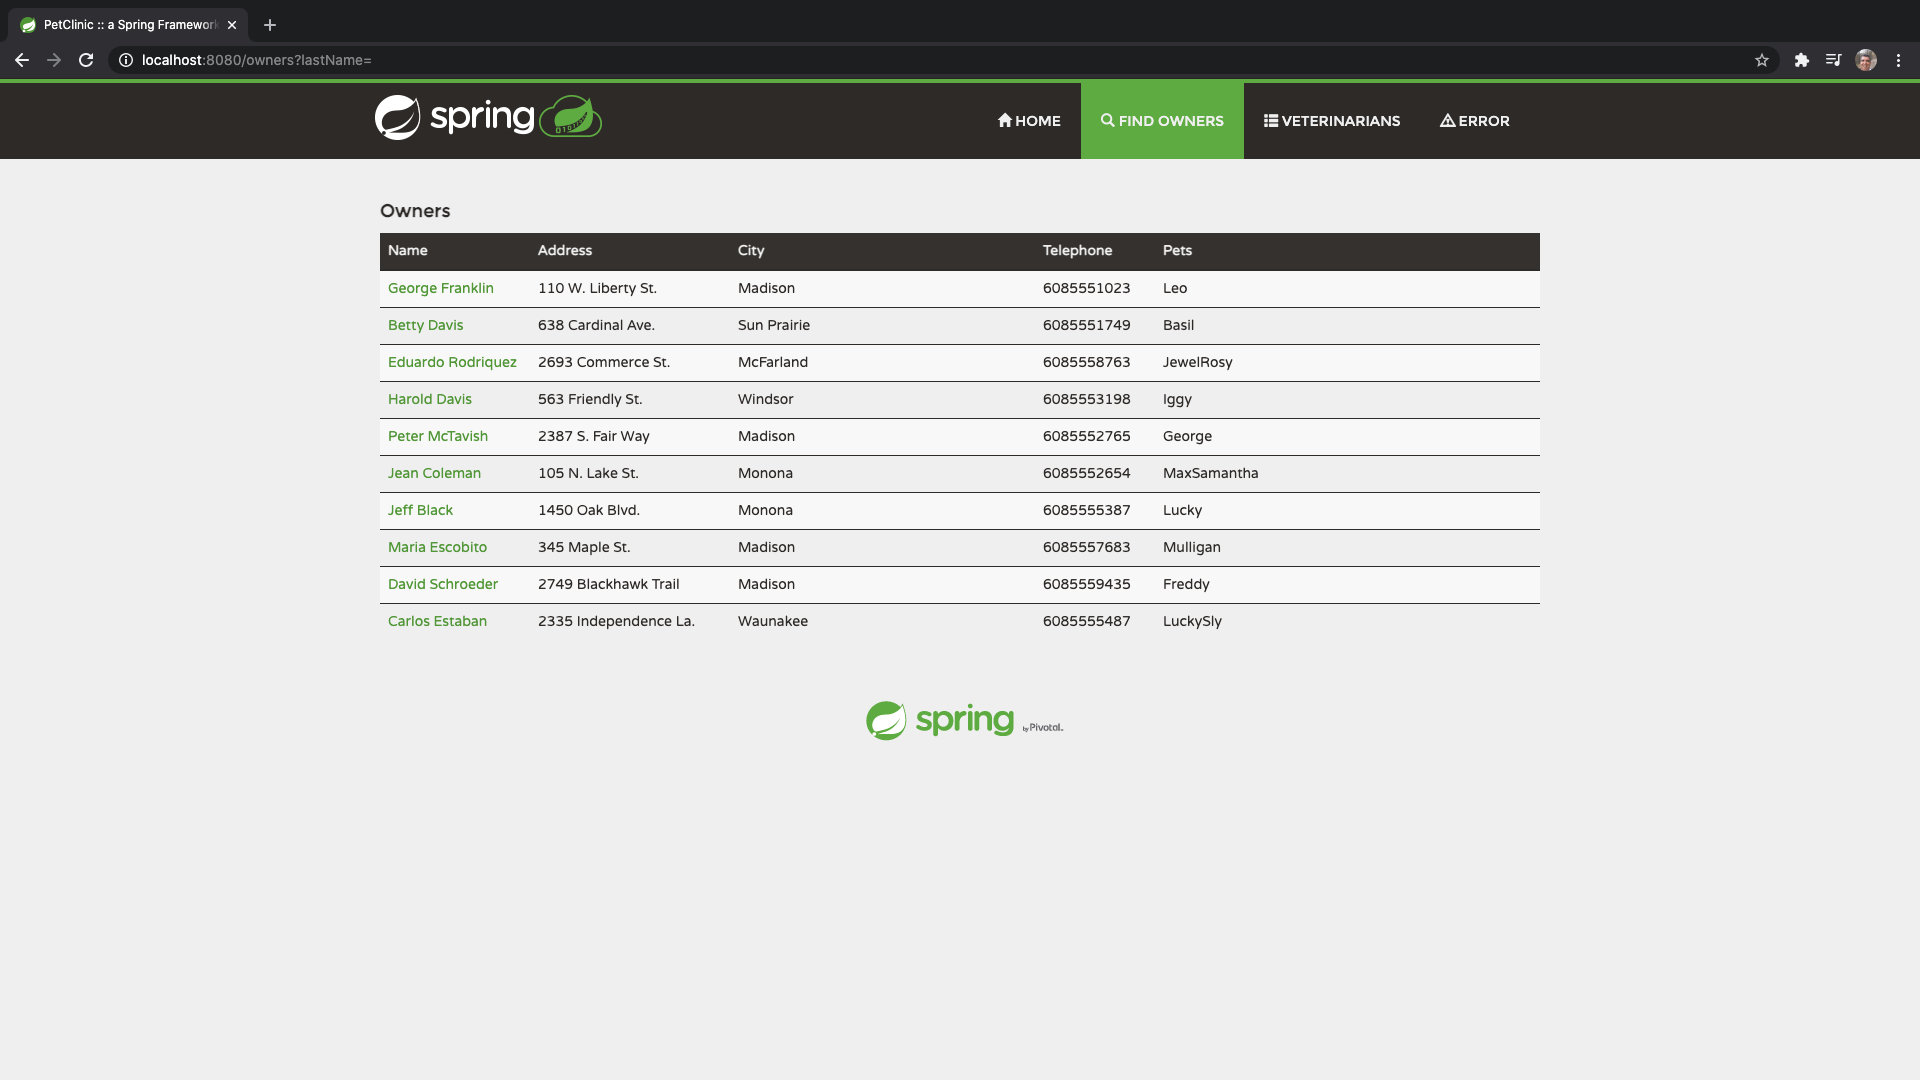 PetClinic :: a Spring Framework
localhost:8080/owners?lastName=
spring
HOME
FIND OWNERS
VETERINARIANS
ERROR
Owners
Name Address City Telephone Pets
George Franklin 110 W. Liberty St. Madison 6085551023 Leo
Betty Davis 638 Cardinal Ave. Sun Prairie 6085551749 Basil
Eduardo Rodriquez 2693 Commerce St. McFarland 6085558763 JewelRosy
Harold Davis 563 Friendly St. Windsor 6085553198 Iggy
Peter McTavish 2387 S. Fair Way Madison 6085552765 George
Jean Coleman 105 N. Lake St. Monona 6085552654 MaxSamantha
Jeff Black 1450 Oak Blvd. Monona 6085555387 Lucky
Maria Escobito 345 Maple St. Madison 6085557683 Mulligan
David Schroeder 2749 Blackhawk Trail Madison 6085559435 Freddy
Carlos Estaban 2335 Independence La. Waunakee 6085555487 LuckySly
spring by Pivotal